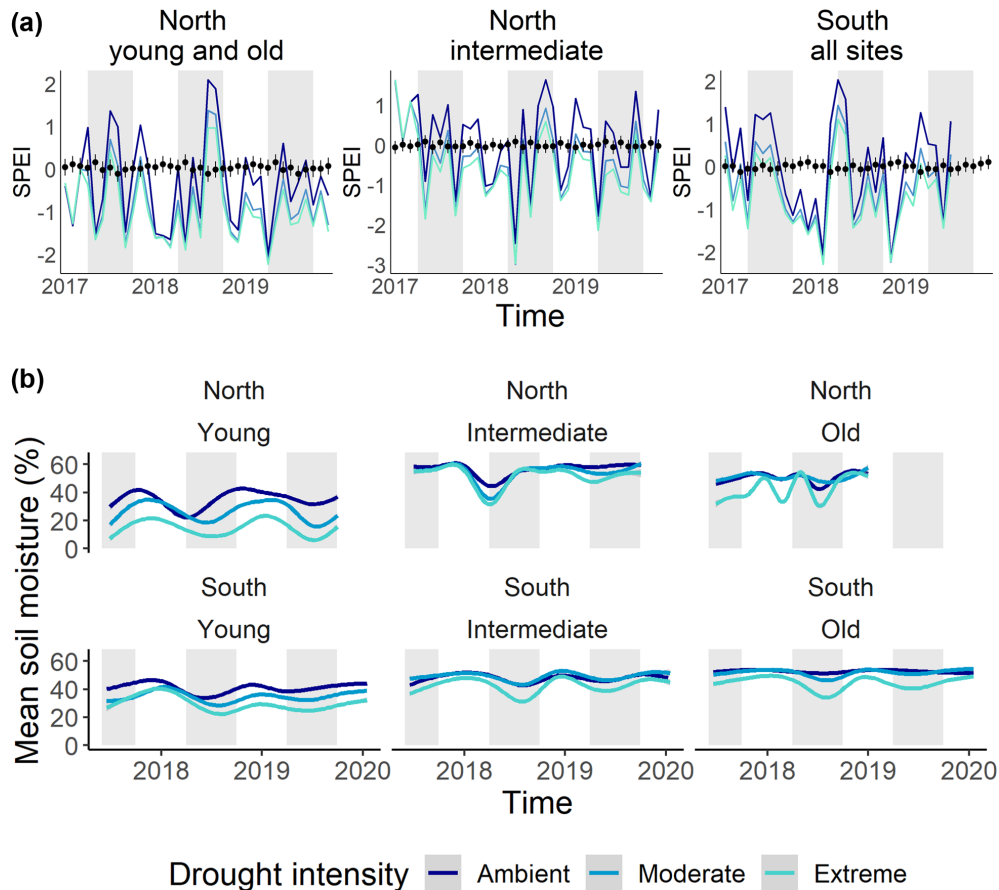 (a)
North
young and old
North
intermediate
South
all sites
SPEI
2
1
0
-1
-2
2017
2018
2019
SPEI
1
0
-1
-2
-3
2017
2018
2019
SPEI
2
1
0
-1
-2
2017
2018
2019
Time
(b)
Mean soil moisture (%)
North
Young
North
Intermediate
North
Old
60
40
20
0
South
Young
South
Intermediate
South
Old
60
40
20
0
2018
2019
2020
2018
2019
2020
2018
2019
2020
Time
Drought intensity Ambient Moderate Extreme